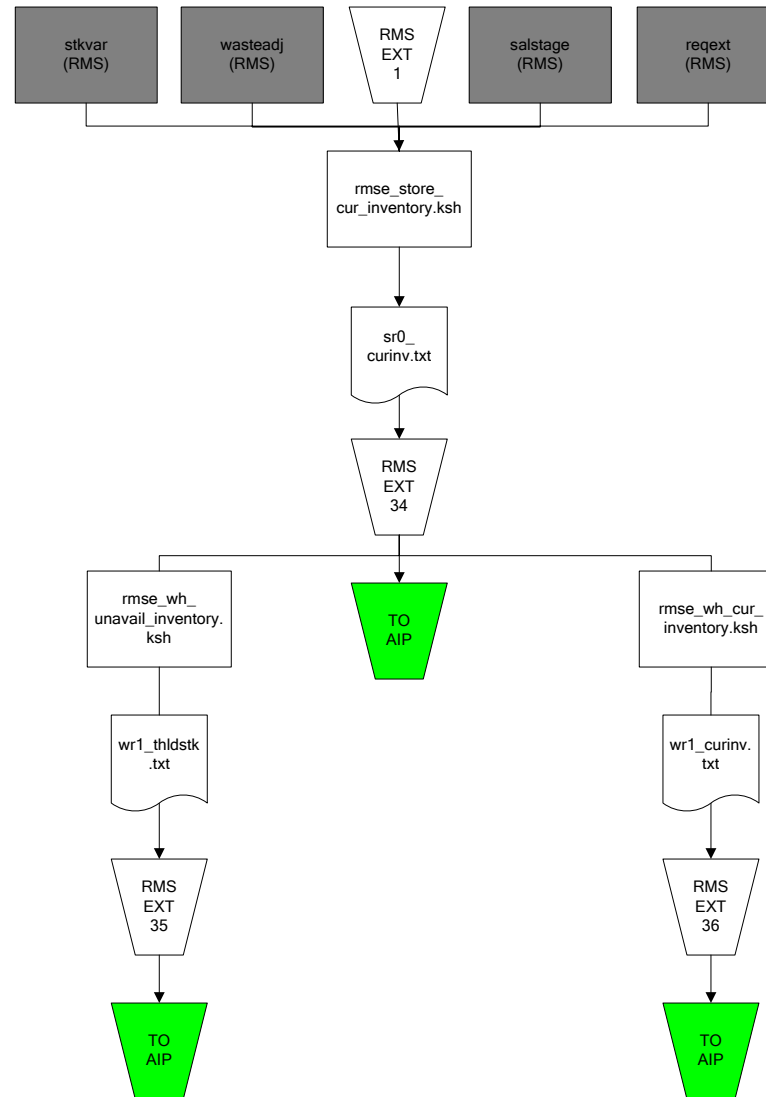 stkvar
(RMS)
wasteadj
(RMS)
RMS
EXT
1
salstage
(RMS)
reqext
(RMS)
rmse_store_
cur_inventory.ksh
sr0_
curinv.txt
RMS
EXT
34
rmse_wh_
unavail_inventory.
ksh
TO
AIP
rmse_wh_cur_
inventory.ksh
wr1_thldstk
.txt
wr1_curinv.
txt
RMS
EXT
35
RMS
EXT
36
TO
AIP
TO
AIP